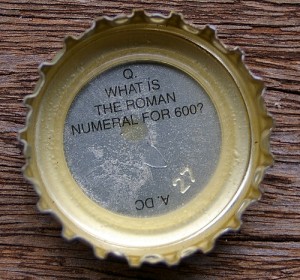 Q.
WHAT IS
THE ROMAN
NUMERAL FOR 600?
A. DC
27